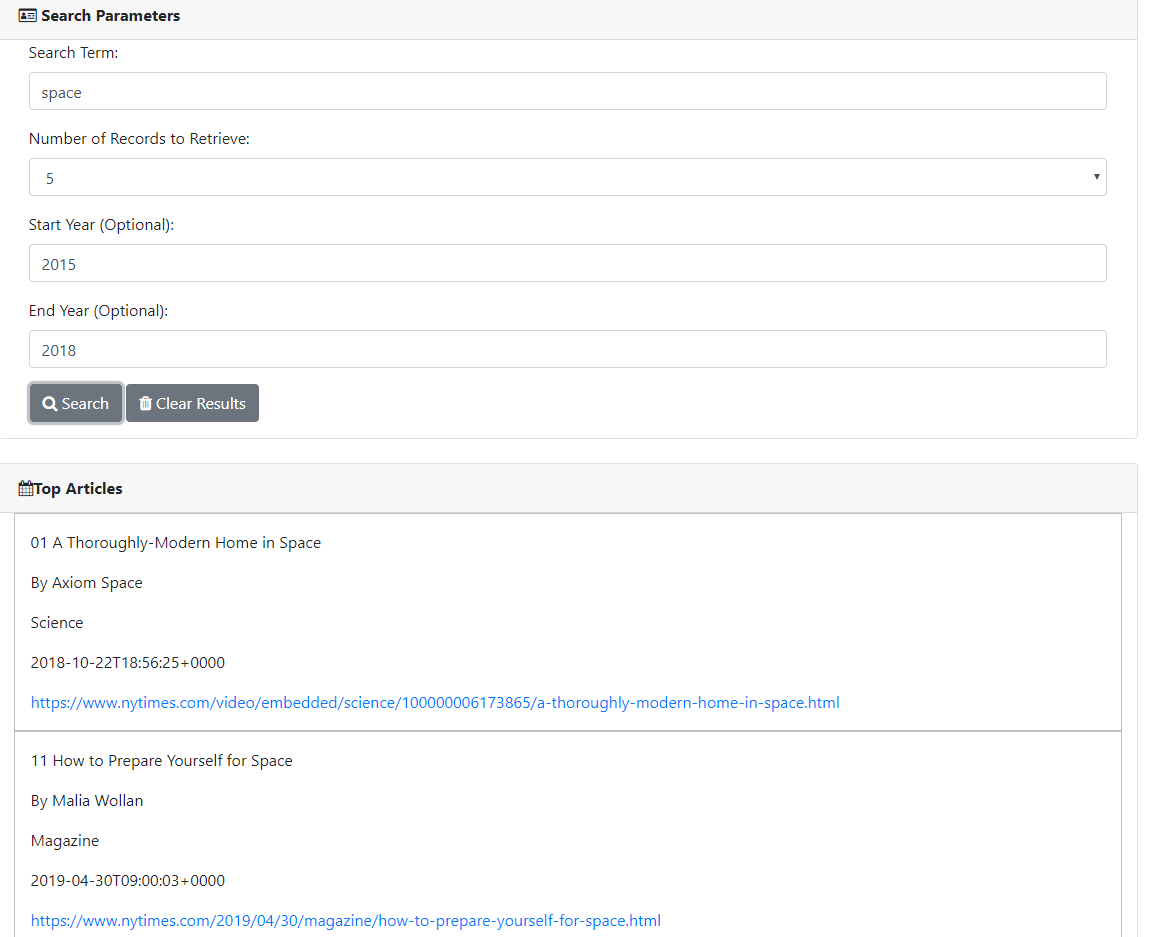 Search Parameters
Search Term:
space
Number of Records to Retrieve:
5
Start Year (Optional):
2015
End Year (Optional):
2018
Search Clear Results
Top Articles
01 A Thoroughly-Modern Home in Space
By Axiom Space
Science
2018-10-22T18:56:25+0000
https://www.nytimes.com/video/embedded/science/100000006173865/a-thoroughly-modern-home-in-space.html
11 How to Prepare Yourself for Space
By Malia Wollan
Magazine
2019-04-30T09:00:03+0000
https://www.nytimes.com/2019/04/30/magazine/how-to-prepare-yourself-for-space.html